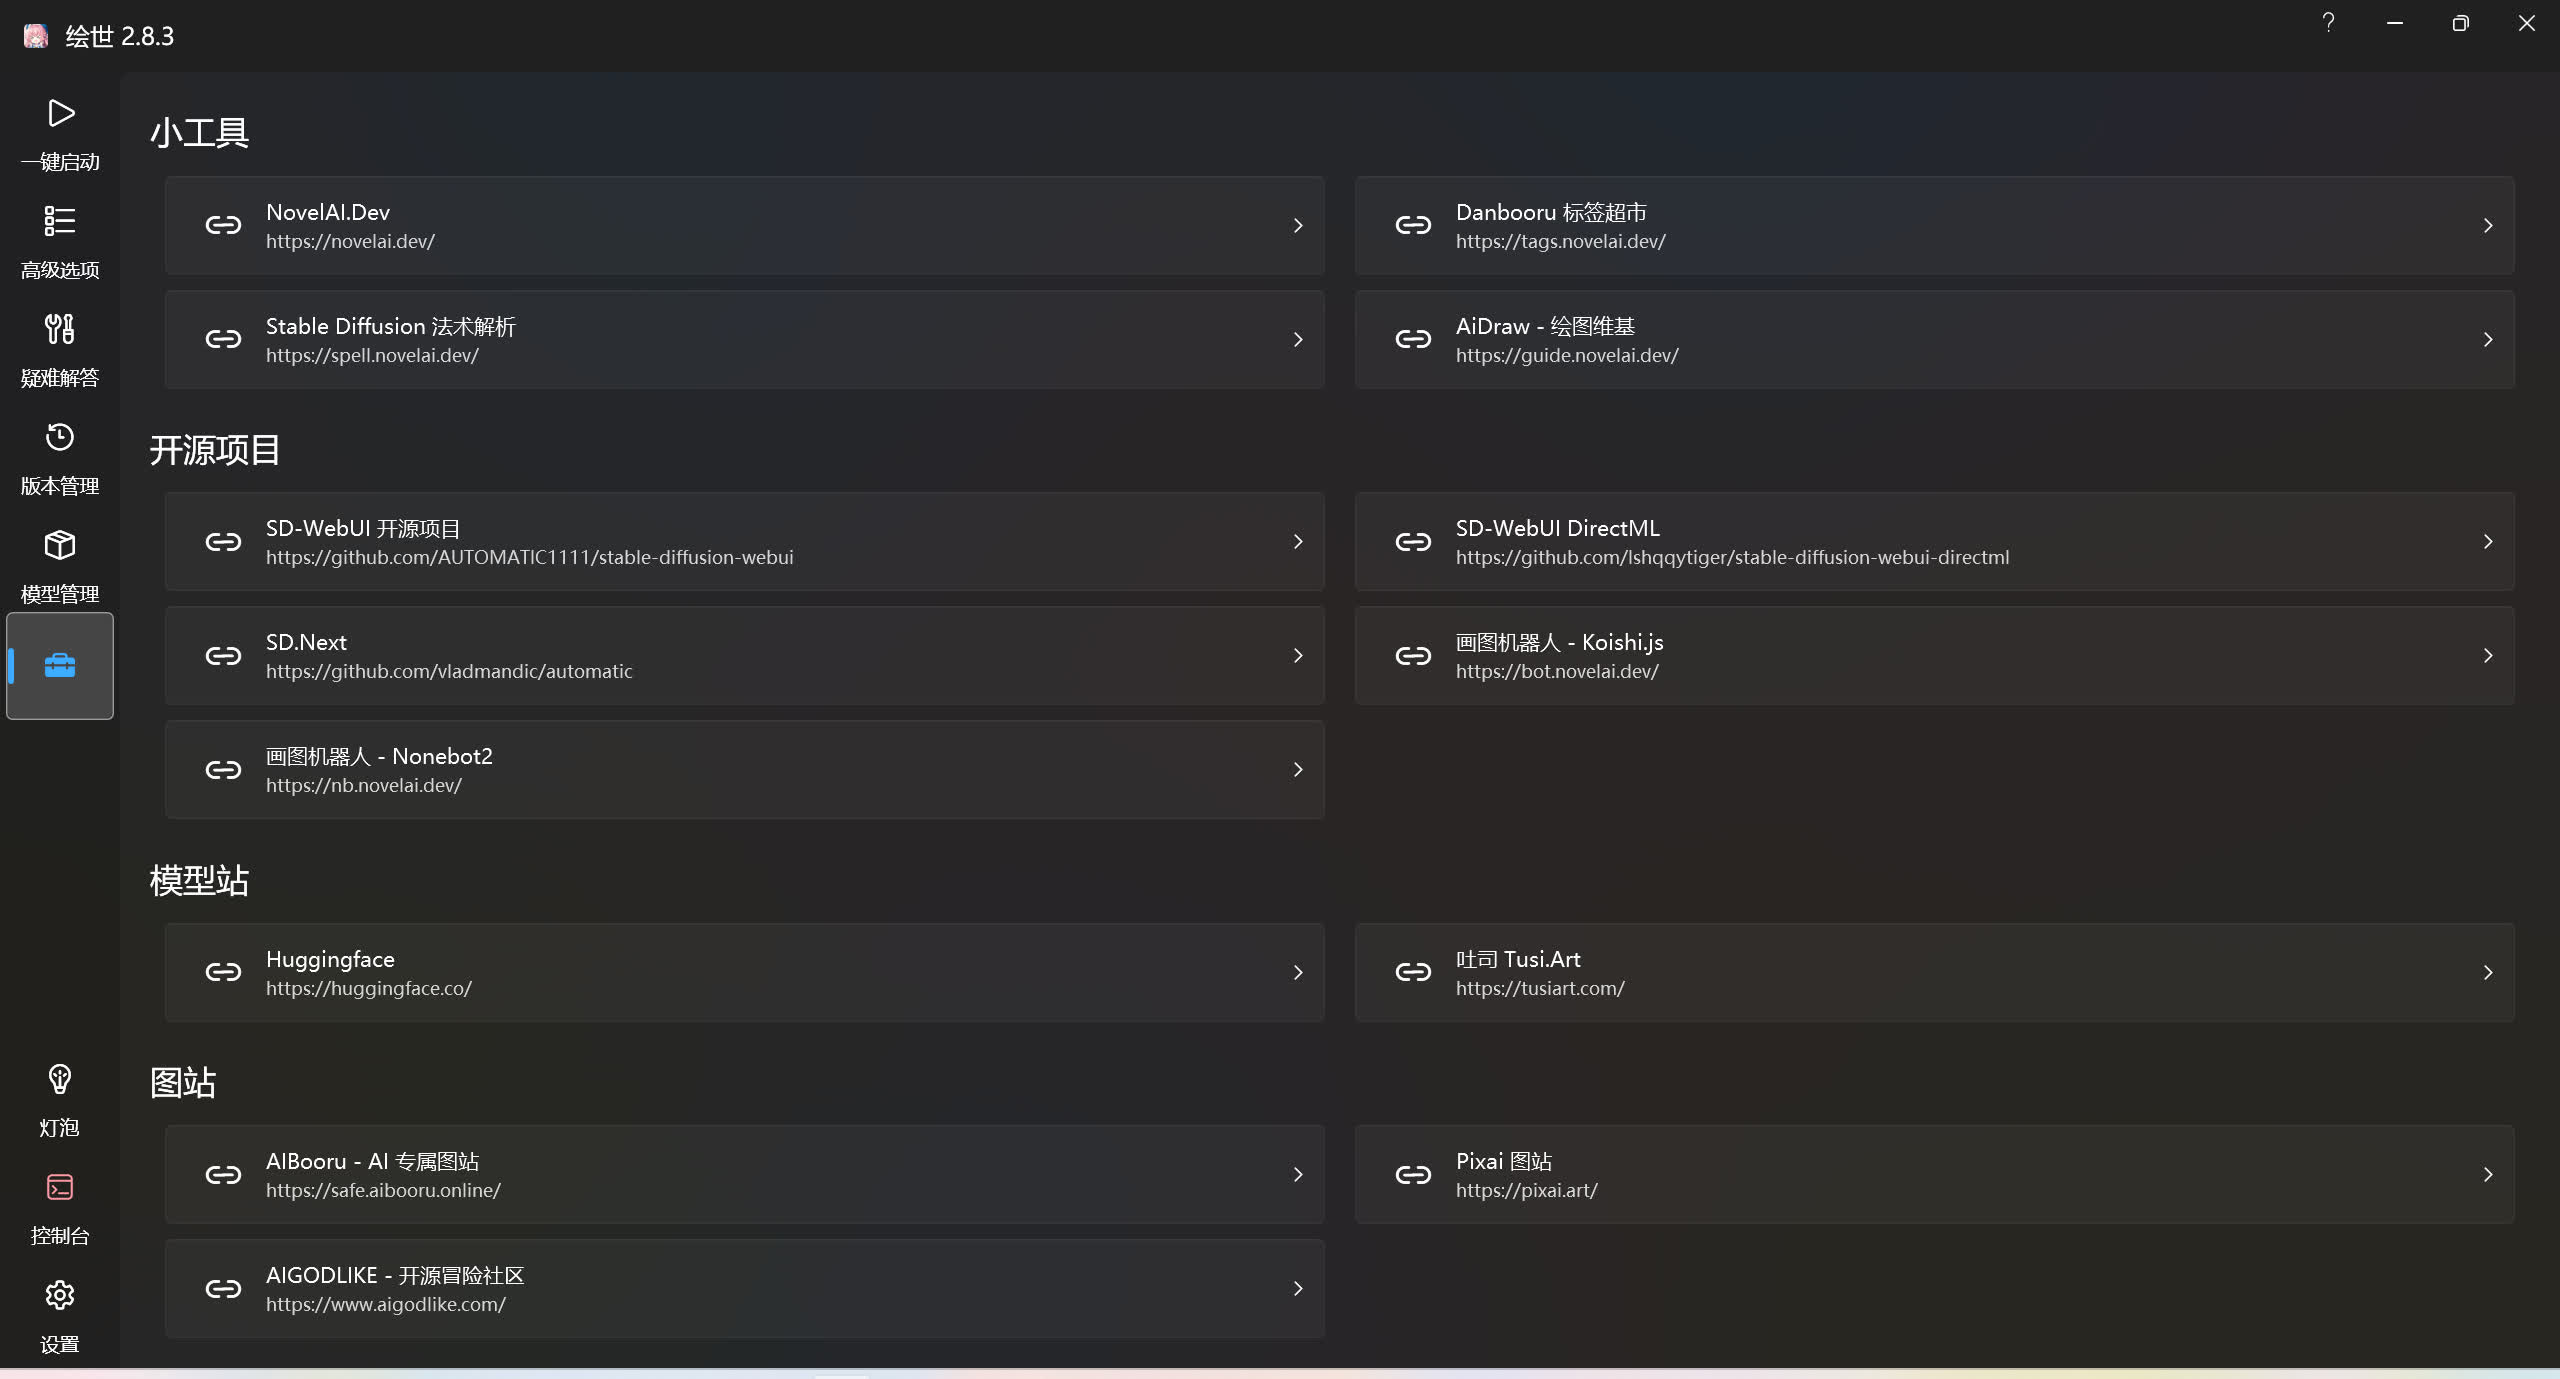 绘世 2.8.3
一键启动
高级选项
疑难解答
版本管理
模型管理
灯泡
控制台
设置
小工具
NovelAI.Dev
https://novelai.dev/
Danbooru 标签超市
https://tags.novelai.dev/
Stable Diffusion 法术解析
https://spell.novelai.dev/
AiDraw - 绘图维基
https://guide.novelai.dev/
开源项目
SD-WebUI 开源项目
https://github.com/AUTOMATIC1111/stable-diffusion-webui
SD-WebUI DirectML
https://github.com/lshqqytiger/stable-diffusion-webui-directml
SD.Next
https://github.com/vladmandic/automatic
画图机器人 - Koishi.js
https://bot.novelai.dev/
画图机器人 - Nonebot2
https://nb.novelai.dev/
模型站
Huggingface
https://huggingface.co/
吐司 Tusi.Art
https://tusiart.com/
图站
AIBooru - AI 专属图站
https://safe.aibooru.online/
Pixai 图站
https://pixai.art/
AIGODLIKE - 开源冒险社区
https://www.aigodlike.com/